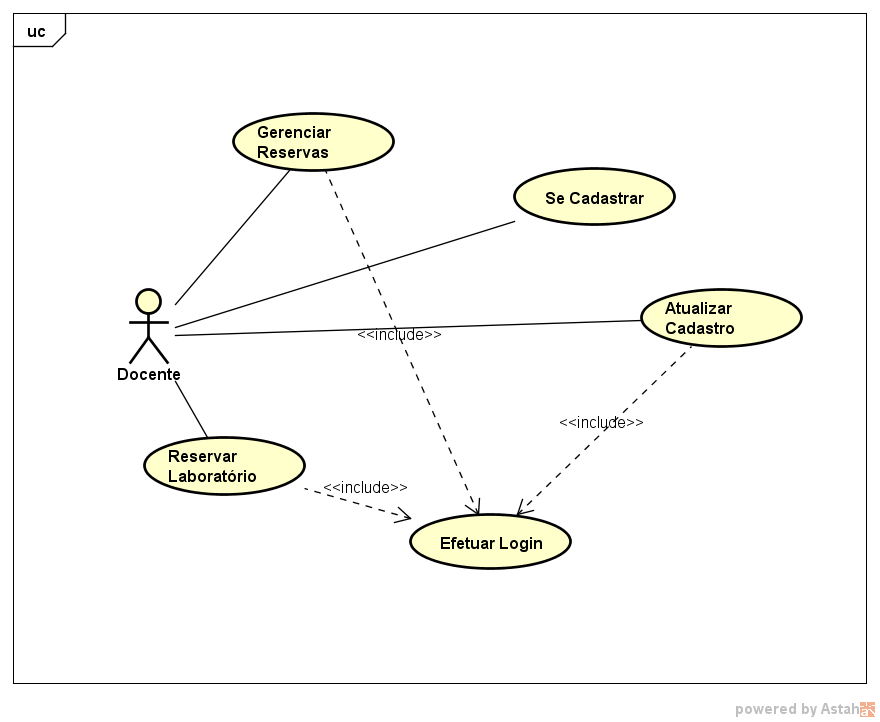 uc
Gerenciar
Reservas
Se Cadastrar
Atualizar
Cadastro
<<include>>
Docente
<<include>>
Reservar
Laboratório
<<include>>
Efetuar Login
powered by Astah